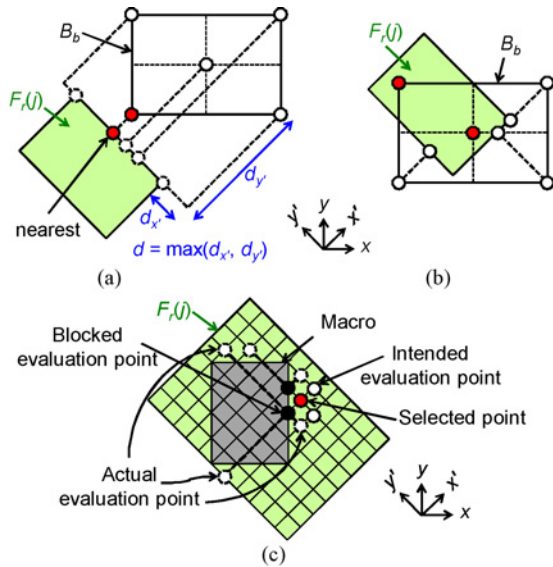 B_b
F_r(j)
nearest
d_x'
d_y'
d = max(d_x', d_y')
(a)
F_r(j)
B_b
y' y x'
x
(b)
F_r(j)
Macro
Blocked
evaluation point
Intended
evaluation point
Selected point
Actual
evaluation point
y' y x'
x
(c)